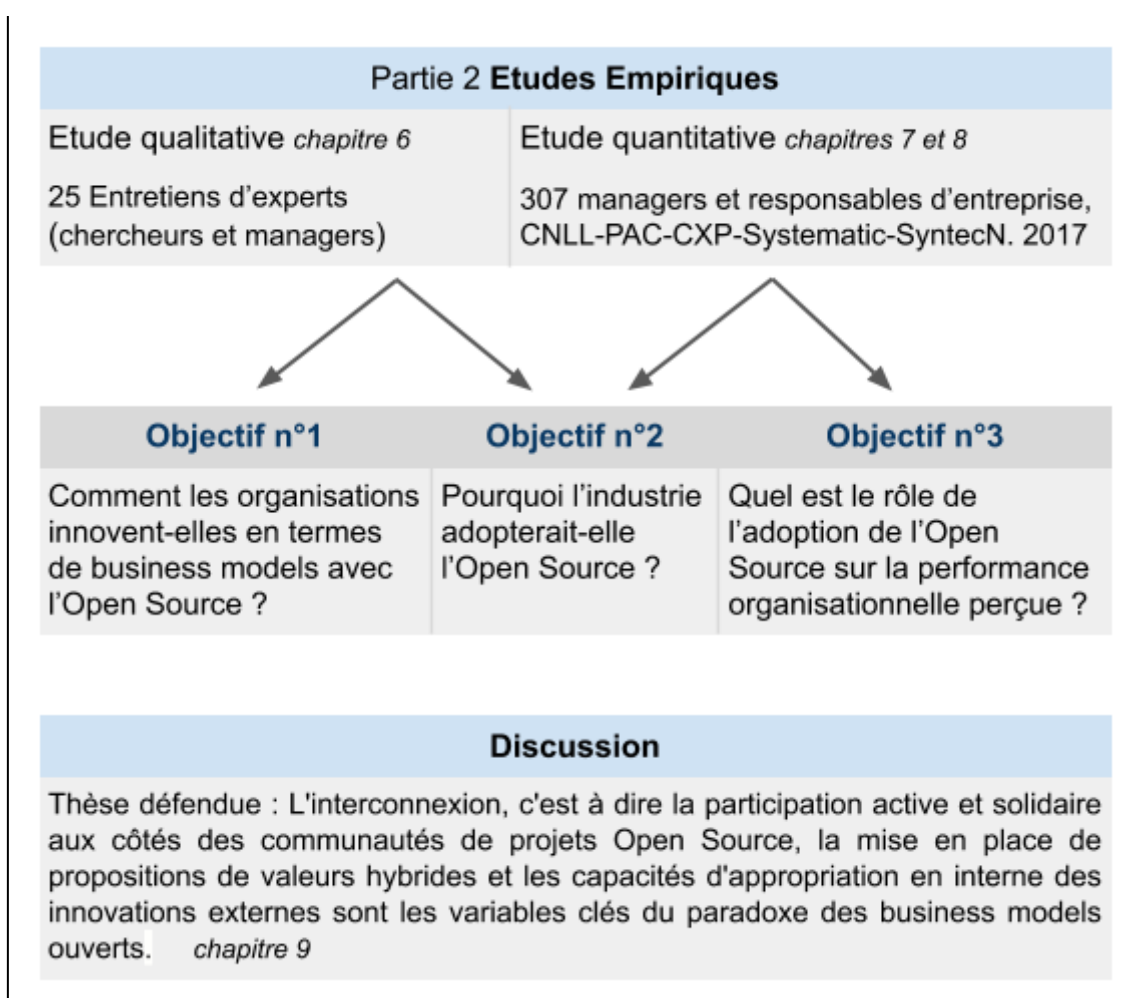 Partie 2 Etudes Empiriques
Etude qualitative chapitre 6
25 Entretiens d'experts
(chercheurs et managers)
Etude quantitative chapitres 7 et 8
307 managers et responsables d'entreprise,
CNLL-PAC-CXP-Systematic-SyntecN. 2017
Objectif n°1
Comment les organisations
innovent-elles en termes
de business models avec
l'Open Source ?
Objectif n°2
Pourquoi l'industrie
adopterait-elle
l'Open Source ?
Objectif n°3
Quel est le rôle de
l'adoption de l'Open
Source sur la performance
organisationnelle perçue ?
Discussion
Thèse défendue : L'interconnexion, c'est à dire la participation active et solidaire
aux côtés des communautés de projets Open Source, la mise en place de
propositions de valeurs hybrides et les capacités d'appropriation en interne des
innovations externes sont les variables clés du paradoxe des business models
ouverts. chapitre 9